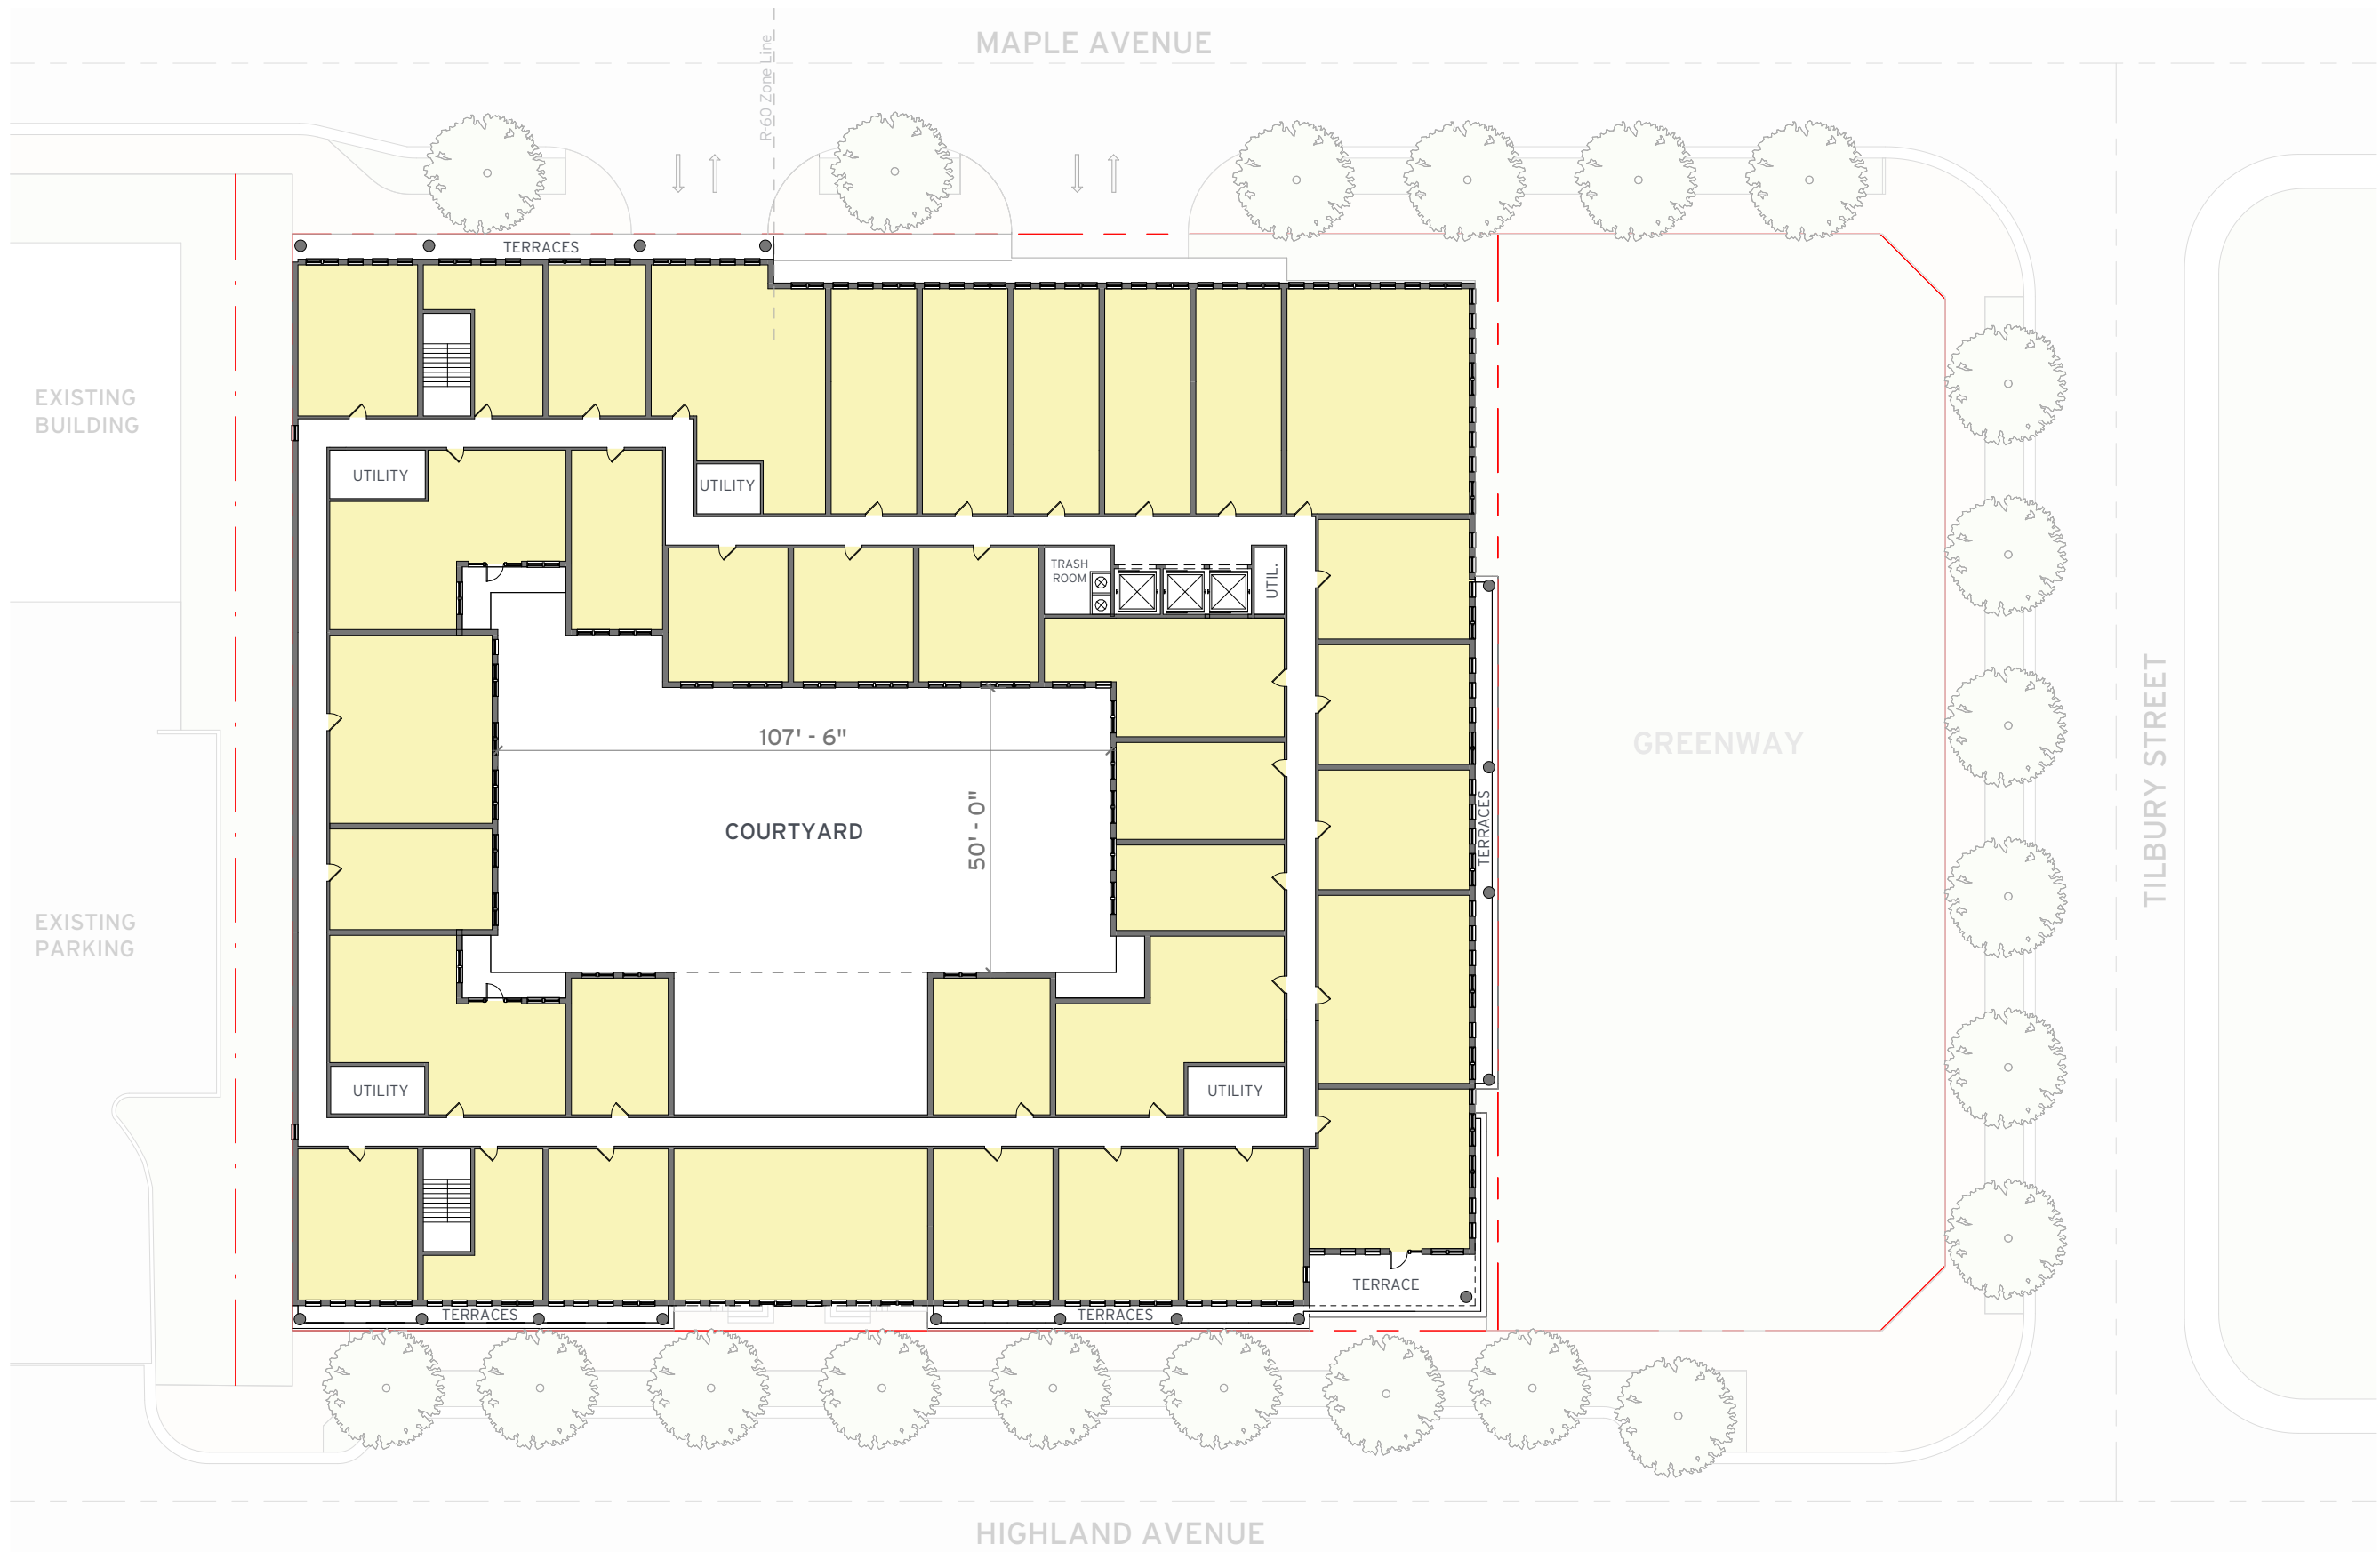 MAPLE AVENUE
R-60 Zone Line
TERRACES
EXISTING
BUILDING
UTILITY
UTILITY
TRASH
ROOM
UTIL.
107' - 6"
GREENWAY
TILBURY STREET
COURTYARD
50' - 0"
TERRACES
EXISTING
PARKING
UTILITY
UTILITY
TERRACE
TERRACES
TERRACES
HIGHLAND AVENUE